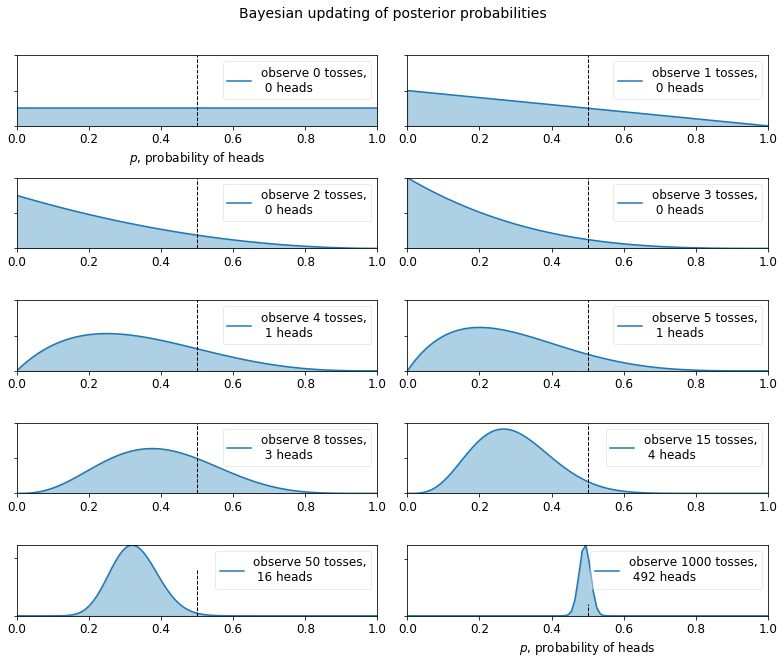 Bayesian updating of posterior probabilities
observe 0 tosses,
0 heads
0.0 0.2 0.4 0.6 0.8 1.0
p, probability of heads
observe 1 tosses,
0 heads
0.0 0.2 0.4 0.6 0.8 1.0
observe 2 tosses,
0 heads
0.0 0.2 0.4 0.6 0.8 1.0
observe 3 tosses,
0 heads
0.0 0.2 0.4 0.6 0.8 1.0
observe 4 tosses,
1 heads
0.0 0.2 0.4 0.6 0.8 1.0
observe 5 tosses,
1 heads
0.0 0.2 0.4 0.6 0.8 1.0
observe 8 tosses,
3 heads
0.0 0.2 0.4 0.6 0.8 1.0
observe 15 tosses,
4 heads
0.0 0.2 0.4 0.6 0.8 1.0
observe 50 tosses,
16 heads
0.0 0.2 0.4 0.6 0.8 1.0
observe 1000 tosses,
492 heads
0.0 0.2 0.4 0.6 0.8 1.0
p, probability of heads